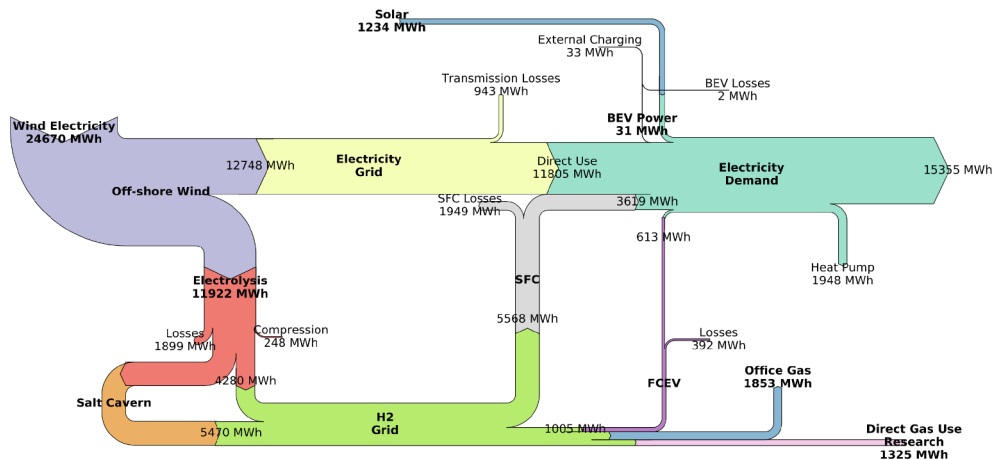 Solar
1234 MWh
External Charging
33 MWh
Transmission Losses
943 MWh
BEV Losses
2 MWh
Wind Electricity
24670 MWh
BEV Power
31 MWh
12748 MWh
Electricity
Grid
Direct Use
11805 MWh
Electricity
Demand
15355 MWh
Off-shore Wind
SFC Losses
1949 MWh
3619 MWh
613 MWh
Heat Pump
1948 MWh
Electrolysis
11922 MWh
SFC
5568 MWh
Losses
1899 MWh
Compression
248 MWh
Losses
392 MWh
4280 MWh
FCEV
Office Gas
1853 MWh
Salt Cavern
5470 MWh
H2
Grid
1005 MWh
Direct Gas Use
Research
1325 MWh